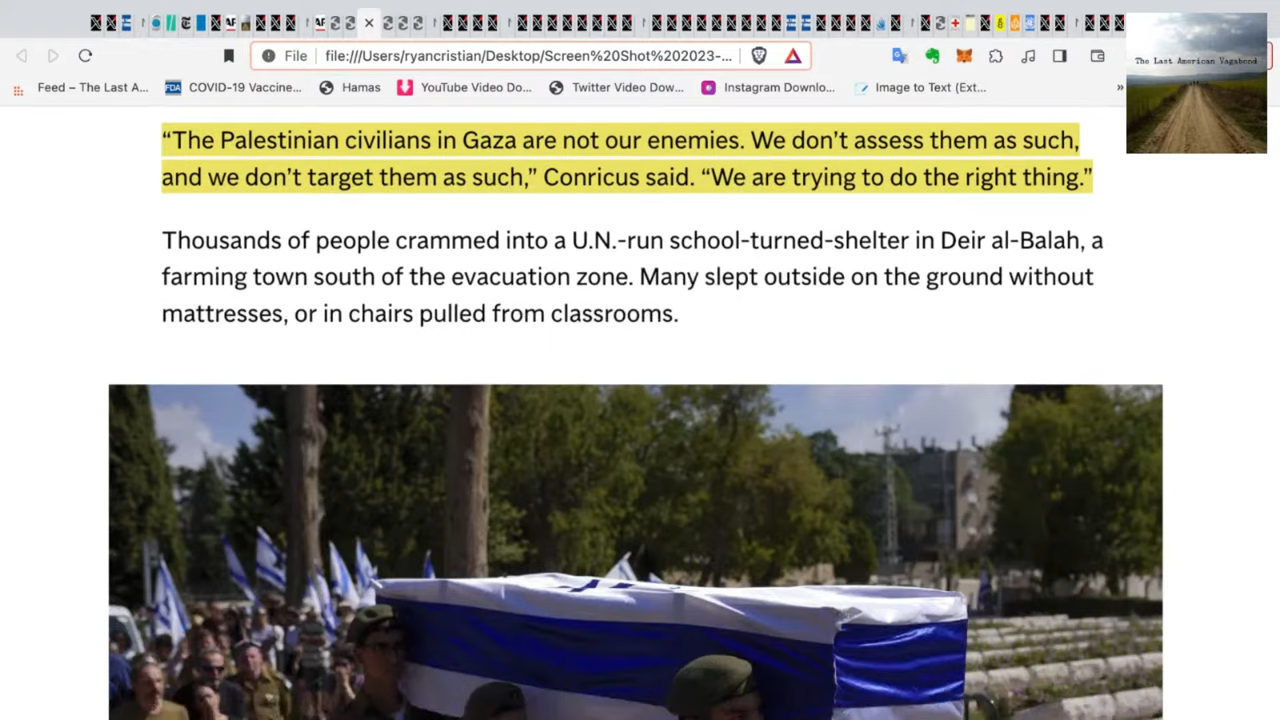 File
file:///Users/ryancristian/Desktop/Screen%20Shot%202023-...
Feed – The Last A...
FDA
COVID-19 Vaccine...
Hamas
YouTube Video Do...
Twitter Video Dow...
Instagram Downlo...
Image to Text (Ext...
»
The Last American Vagabond
“The Palestinian civilians in Gaza are not our enemies. We don’t assess them as such,
and we don’t target them as such,” Conricus said. “We are trying to do the right thing.”
Thousands of people crammed into a U.N.-run school-turned-shelter in Deir al-Balah, a
farming town south of the evacuation zone. Many slept outside on the ground without
mattresses, or in chairs pulled from classrooms.